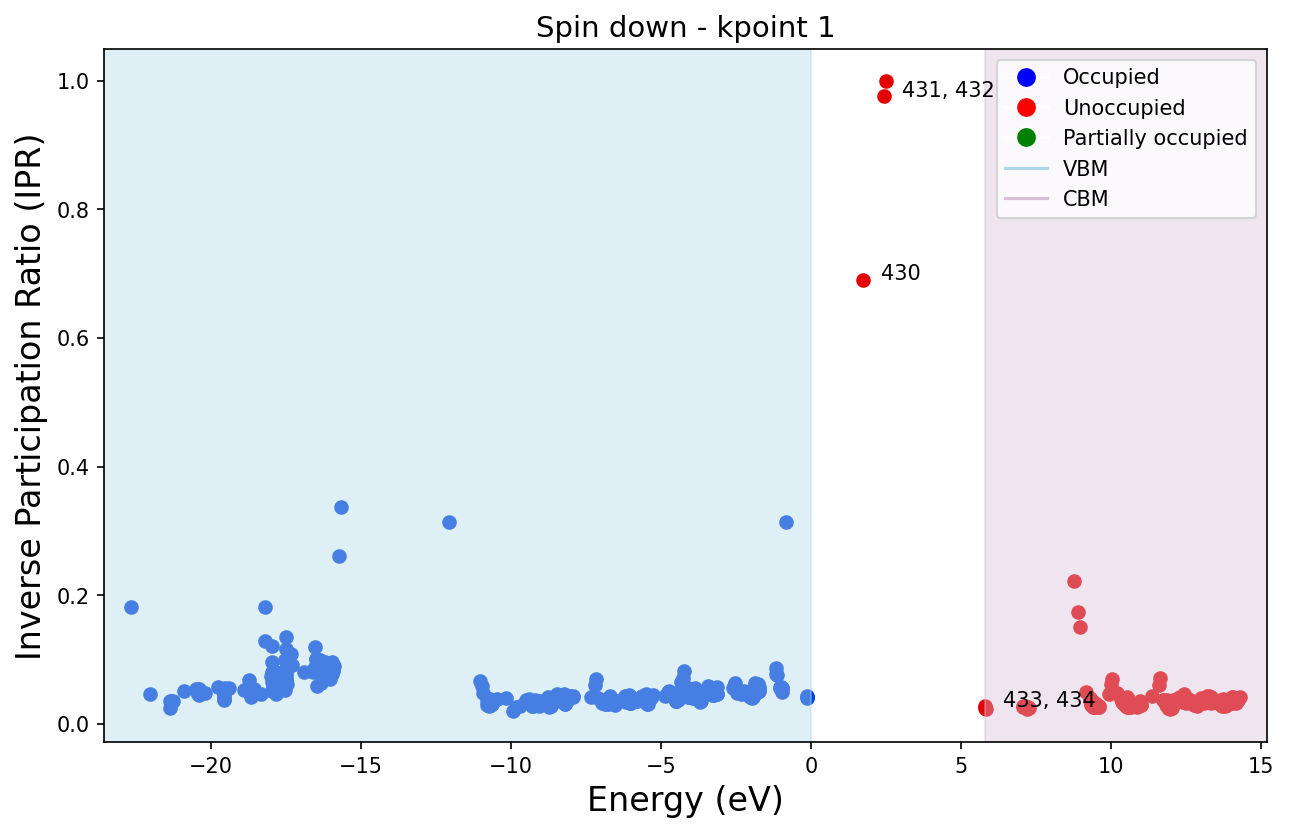 Spin down - kpoint 1
Inverse Participation Ratio (IPR)
1.0
0.8
0.6
0.4
0.2
0.0
431, 432
430
433, 434
Occupied
Unoccupied
Partially occupied
VBM
CBM
−20
−15
−10
−5
0
5
10
15
Energy (eV)